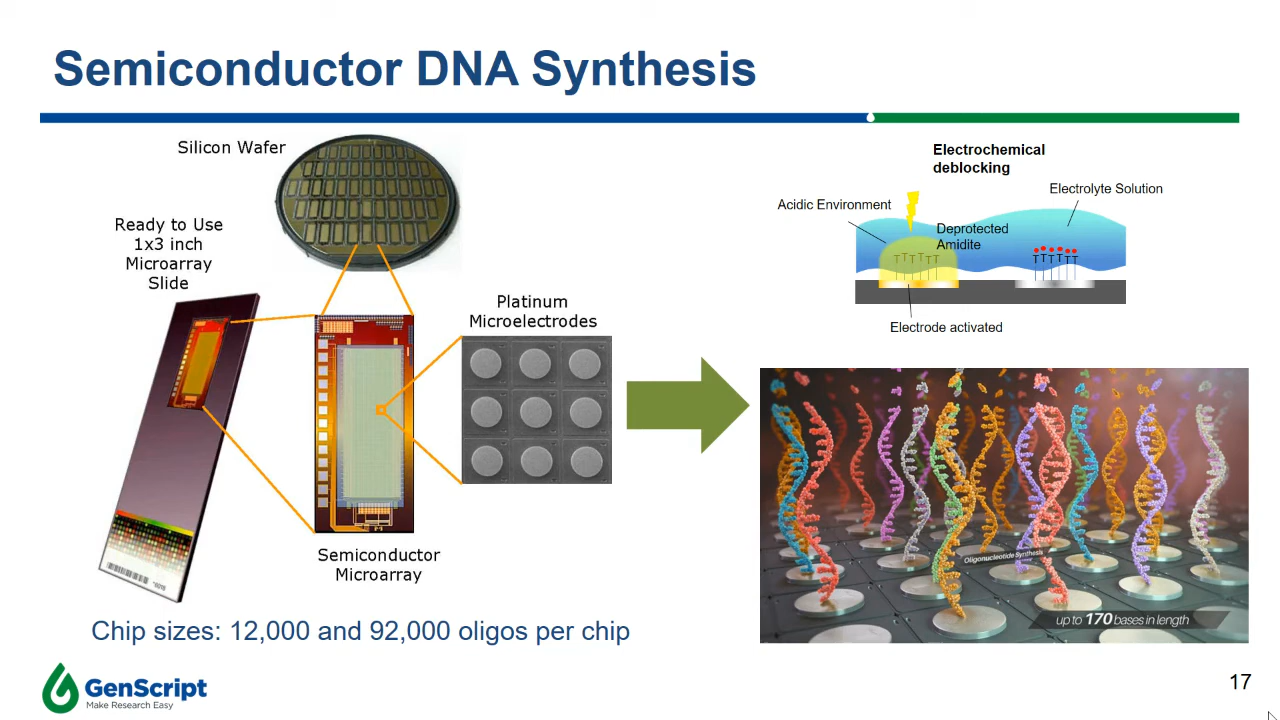 Semiconductor DNA Synthesis
Silicon Wafer
Ready to Use
1x3 inch
Microarray
Slide
Platinum
Microelectrodes
Semiconductor
Microarray
Chip sizes: 12,000 and 92,000 oligos per chip
Electrochemical
deblocking
Electrolyte Solution
Acidic Environment
Deprotected
Amidite
TTTTT
TTTTTT
Electrode activated
Oligonucleotide Synthesis
up to 170 bases in length
GenScript
Make Research Easy
17